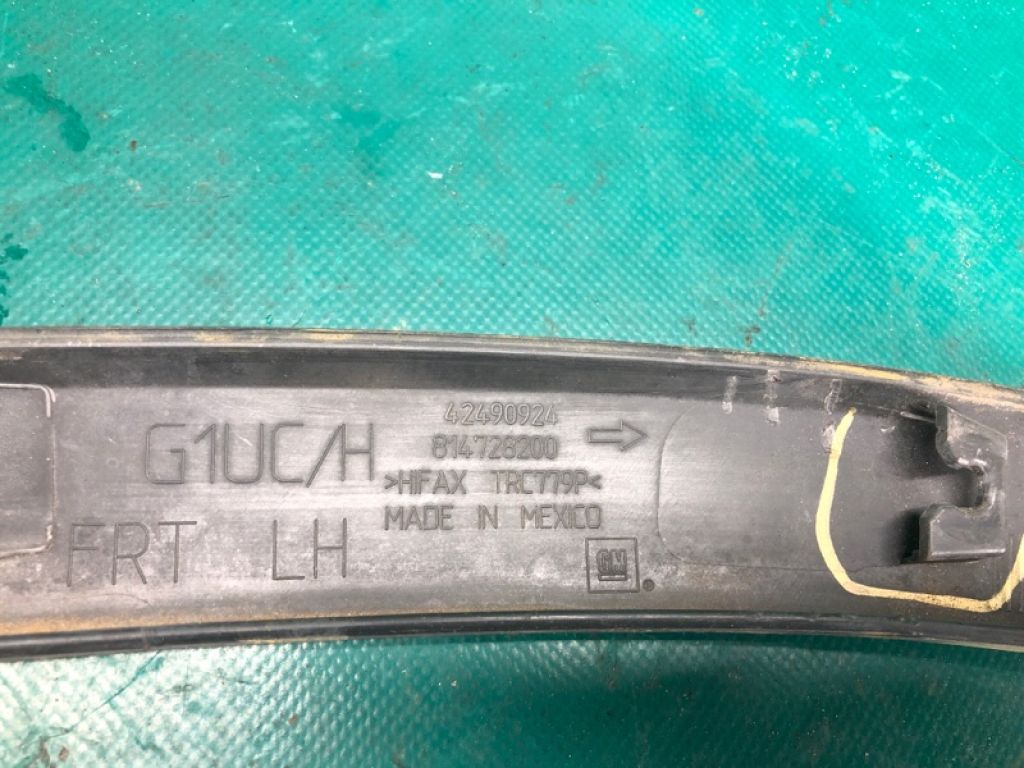 G1UC/H
FRT LH
42490924
814728200
>HIFAX TRC779P<
MADE IN MEXICO
GM